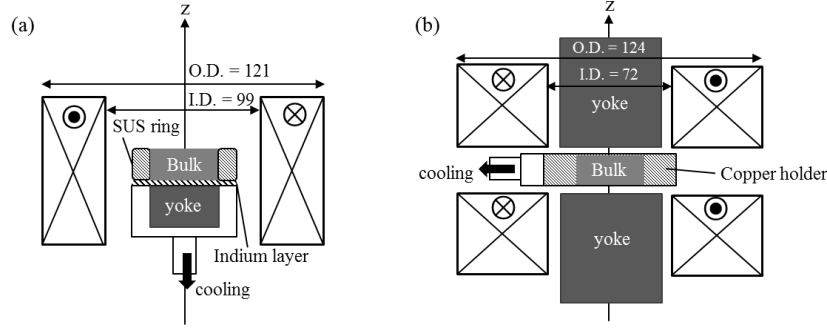 (a)
z
O.D. = 121
I.D. = 99
SUS ring
Bulk
yoke
Indium layer
cooling
(b)
z
O.D. = 124
I.D. = 72
yoke
cooling
Bulk
Copper holder
yoke